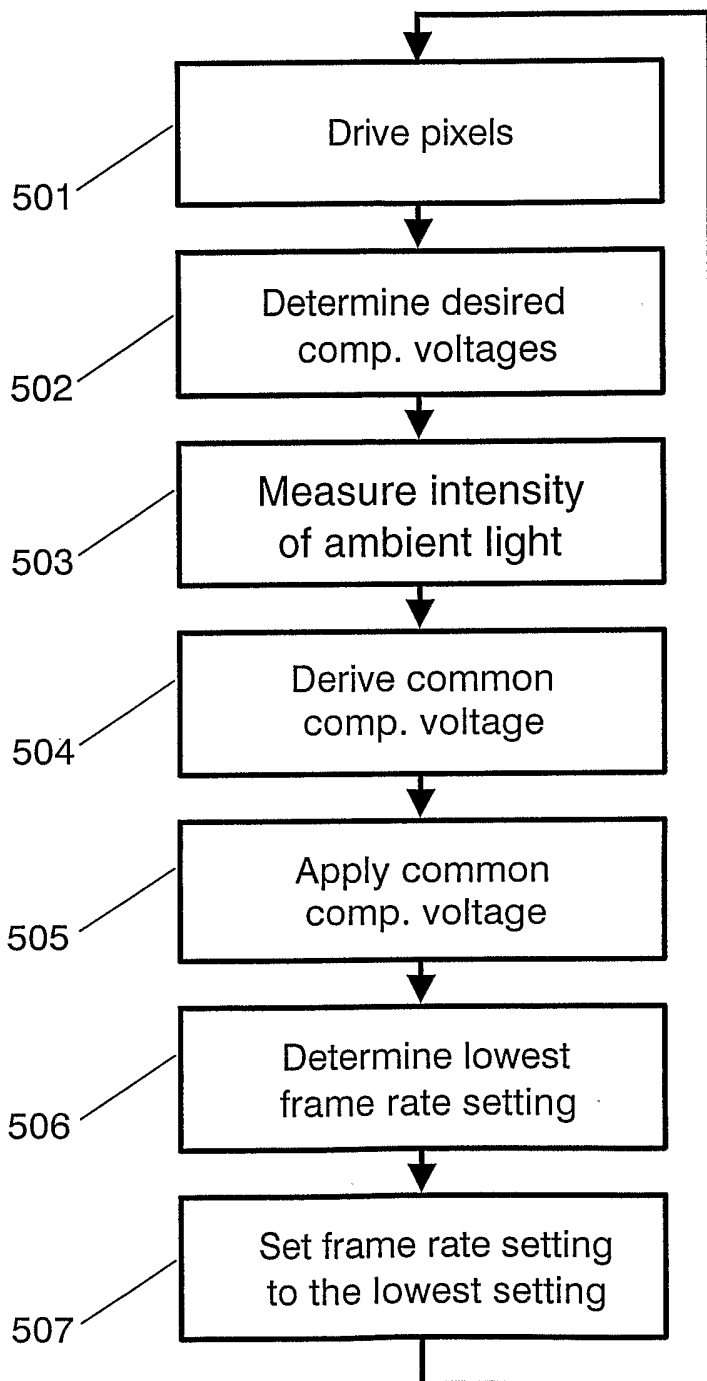 Drive pixels
501
Determine desired
comp. voltages
502
Measure intensity
of ambient light
503
Derive common
comp. voltage
504
Apply common
comp. voltage
505
Determine lowest
frame rate setting
506
Set frame rate setting
to the lowest setting
507